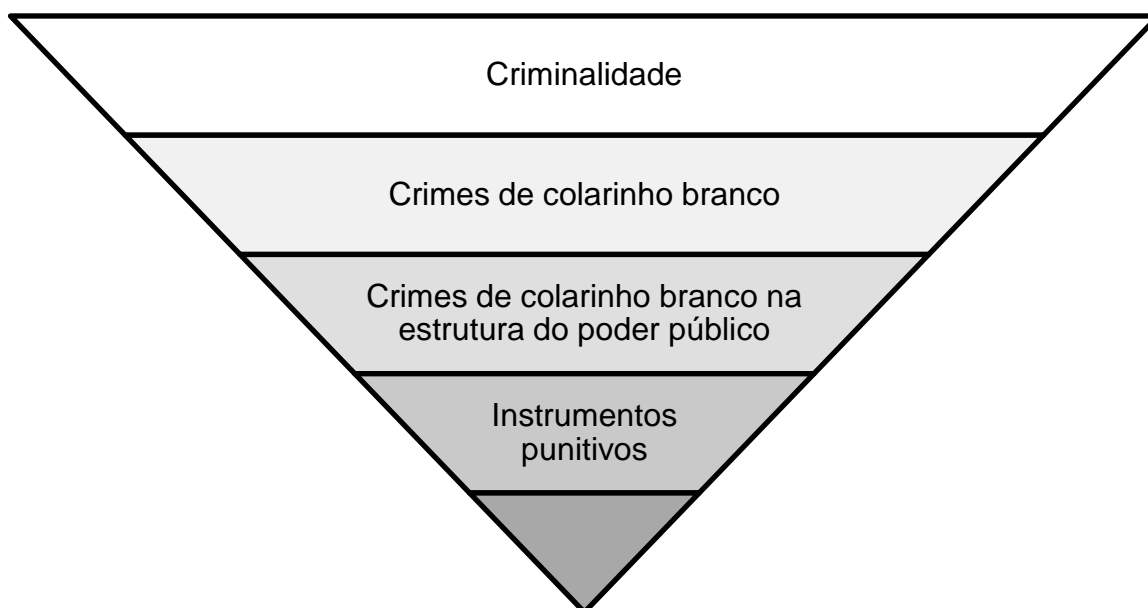 Criminalidade
Crimes de colarinho branco
Crimes de colarinho branco na
estrutura do poder público
Instrumentos
punitivos